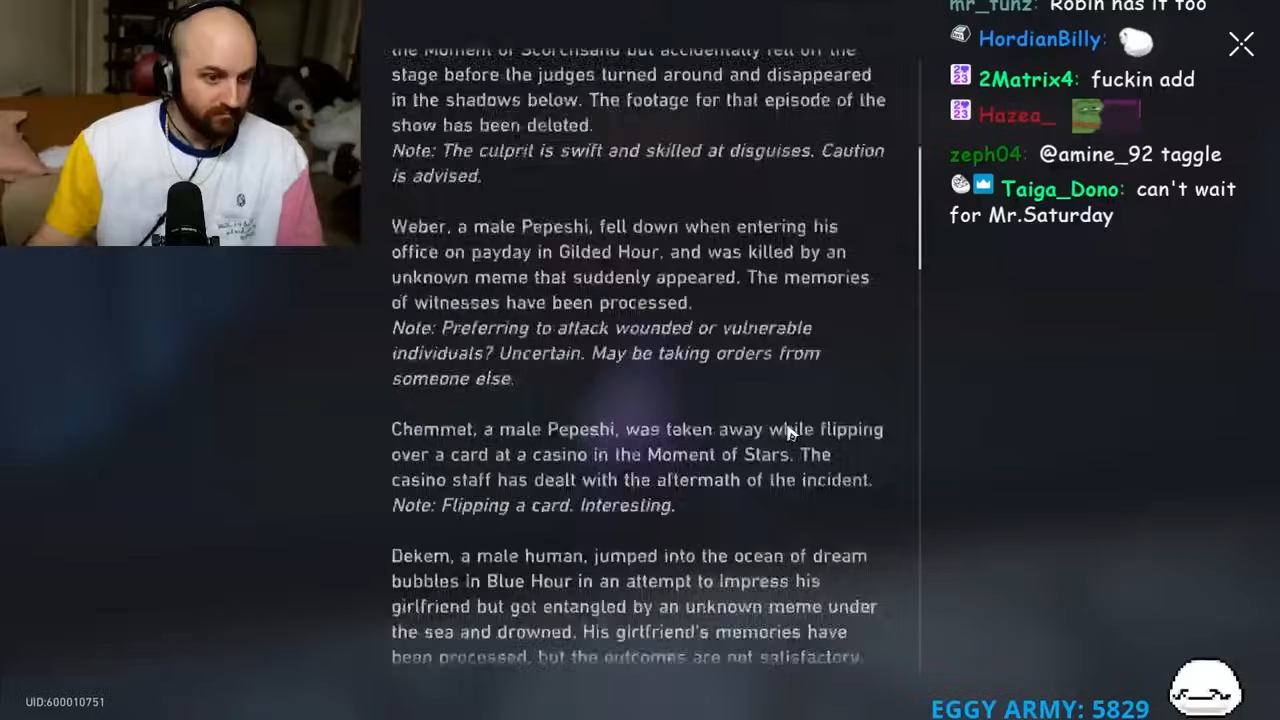 the Moment of Scorchsand but accidentally fell off the
stage before the judges turned around and disappeared
in the shadows below. The footage for that episode of the
show has been deleted.
Note: The culprit is swift and skilled at disguises. Caution
is advised.
Weber, a male Pepeshi, fell down when entering his
office on payday in Gilded Hour, and was killed by an
unknown meme that suddenly appeared. The memories
of witnesses have been processed.
Note: Preferring to attack wounded or vulnerable
individuals? Uncertain. May be taking orders from
someone else.
Chemmet, a male Pepeshi, was taken away while flipping
over a card at a casino in the Moment of Stars. The
casino staff has dealt with the aftermath of the incident.
Note: Flipping a card. Interesting.
Dekem, a male human, jumped into the ocean of dream
bubbles in Blue Hour in an attempt to impress his
girlfriend but got entangled by an unknown meme under
the sea and drowned. His girlfriend's memories have
been processed, but the outcomes are not satisfactory.
mr_funz: Robin has it too
HordianBilly:
2Matrix4: fuckin add
Hazea_
zeph04: @amine_92 taggle
Taiga_Dono: can't wait
for Mr.Saturday
UID:600010751
EGGY ARMY: 5829